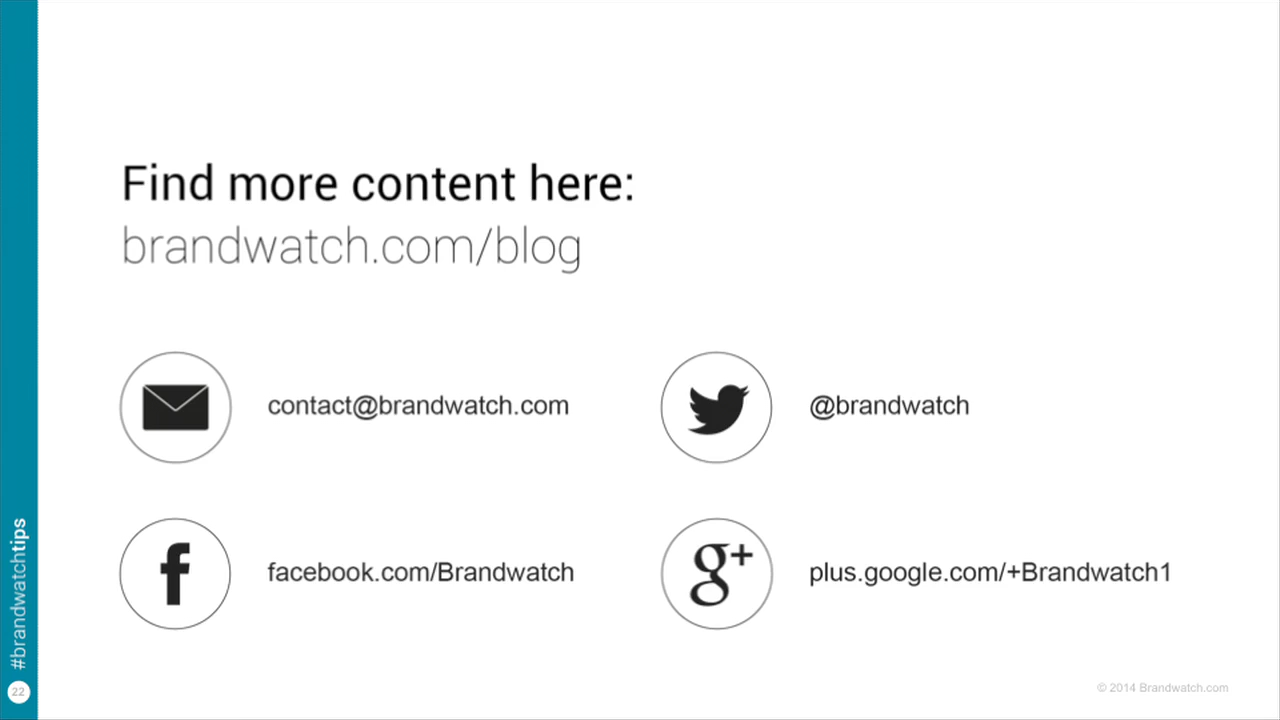 Find more content here:
brandwatch.com/blog
contact@brandwatch.com
@brandwatch
facebook.com/Brandwatch
g+
plus.google.com/+Brandwatch1
#brandwatchtips
22
© 2014 Brandwatch.com